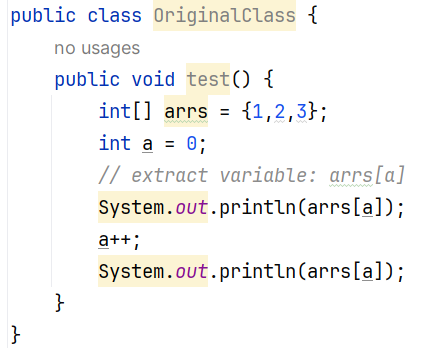 public class OriginalClass {
no usages
public void test() {
int[] arrs = {1,2,3};
int a = 0;
// extract variable: arrs[a]
System.out.println(arrs[a]);
a++;
System.out.println(arrs[a]);
}
}